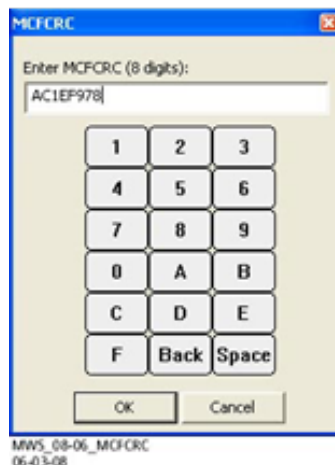 MCFCRC
Enter MCFCRC (8 digits):
AC1EF978
1 2 3
4 5 6
7 8 9
0 A B
C D E
F Back Space
OK Cancel
MWS_08-06_MCFCRC
06-03-08